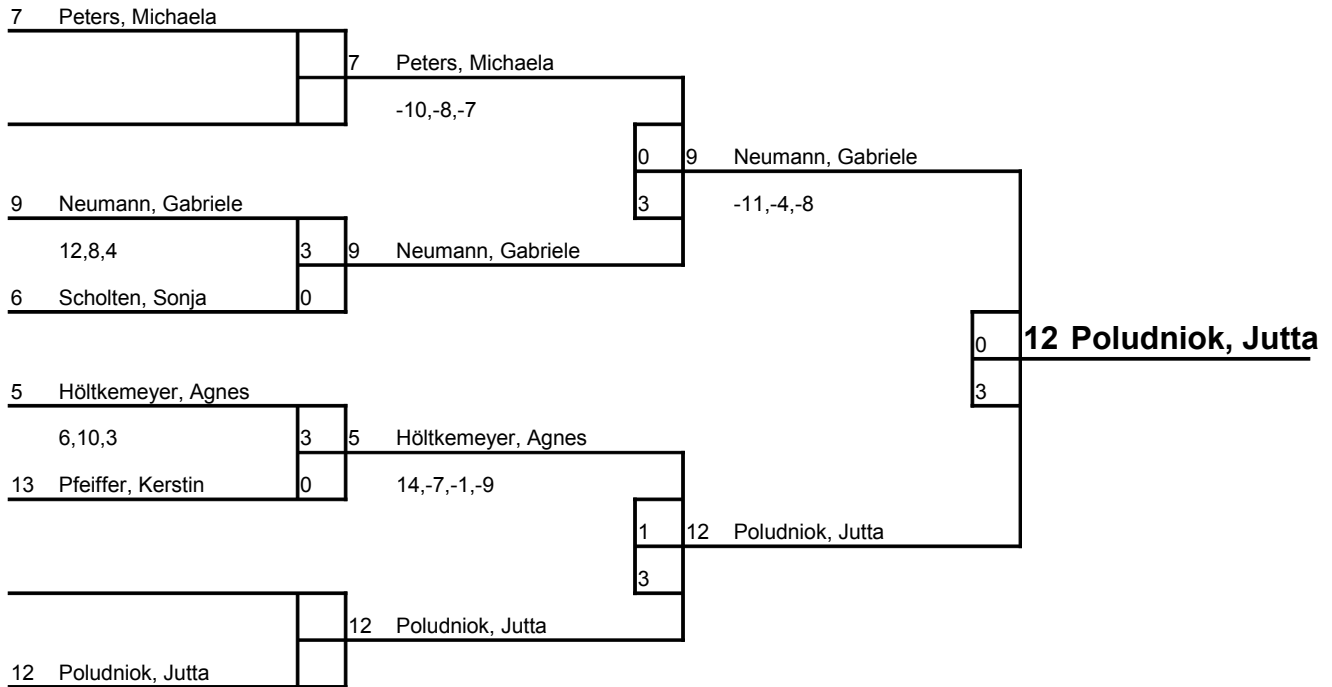 7 Peters, Michaela
7 Peters, Michaela
-10,-8,-7
0 9 Neumann, Gabriele
9 Neumann, Gabriele
3 -11,-4,-8
12,8,4 3 9 Neumann, Gabriele
6 Scholten, Sonja 0
0 12 Poludniok, Jutta
5 Höltkemeyer, Agnes
3
6,10,3 3 5 Höltkemeyer, Agnes
13 Pfeiffer, Kerstin 0 14,-7,-1,-9
1 12 Poludniok, Jutta
3
12 Poludniok, Jutta
12 Poludniok, Jutta